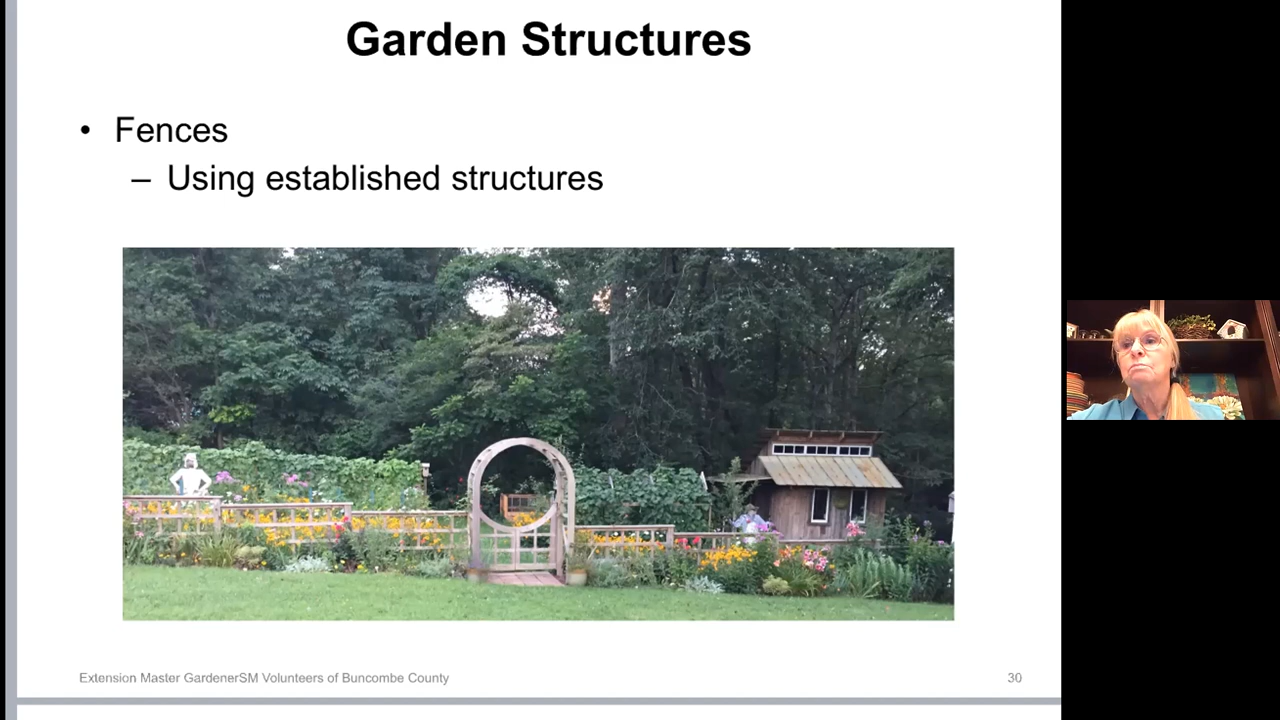 Garden Structures
• Fences
– Using established structures
Extension Master GardenerSM Volunteers of Buncombe County
30